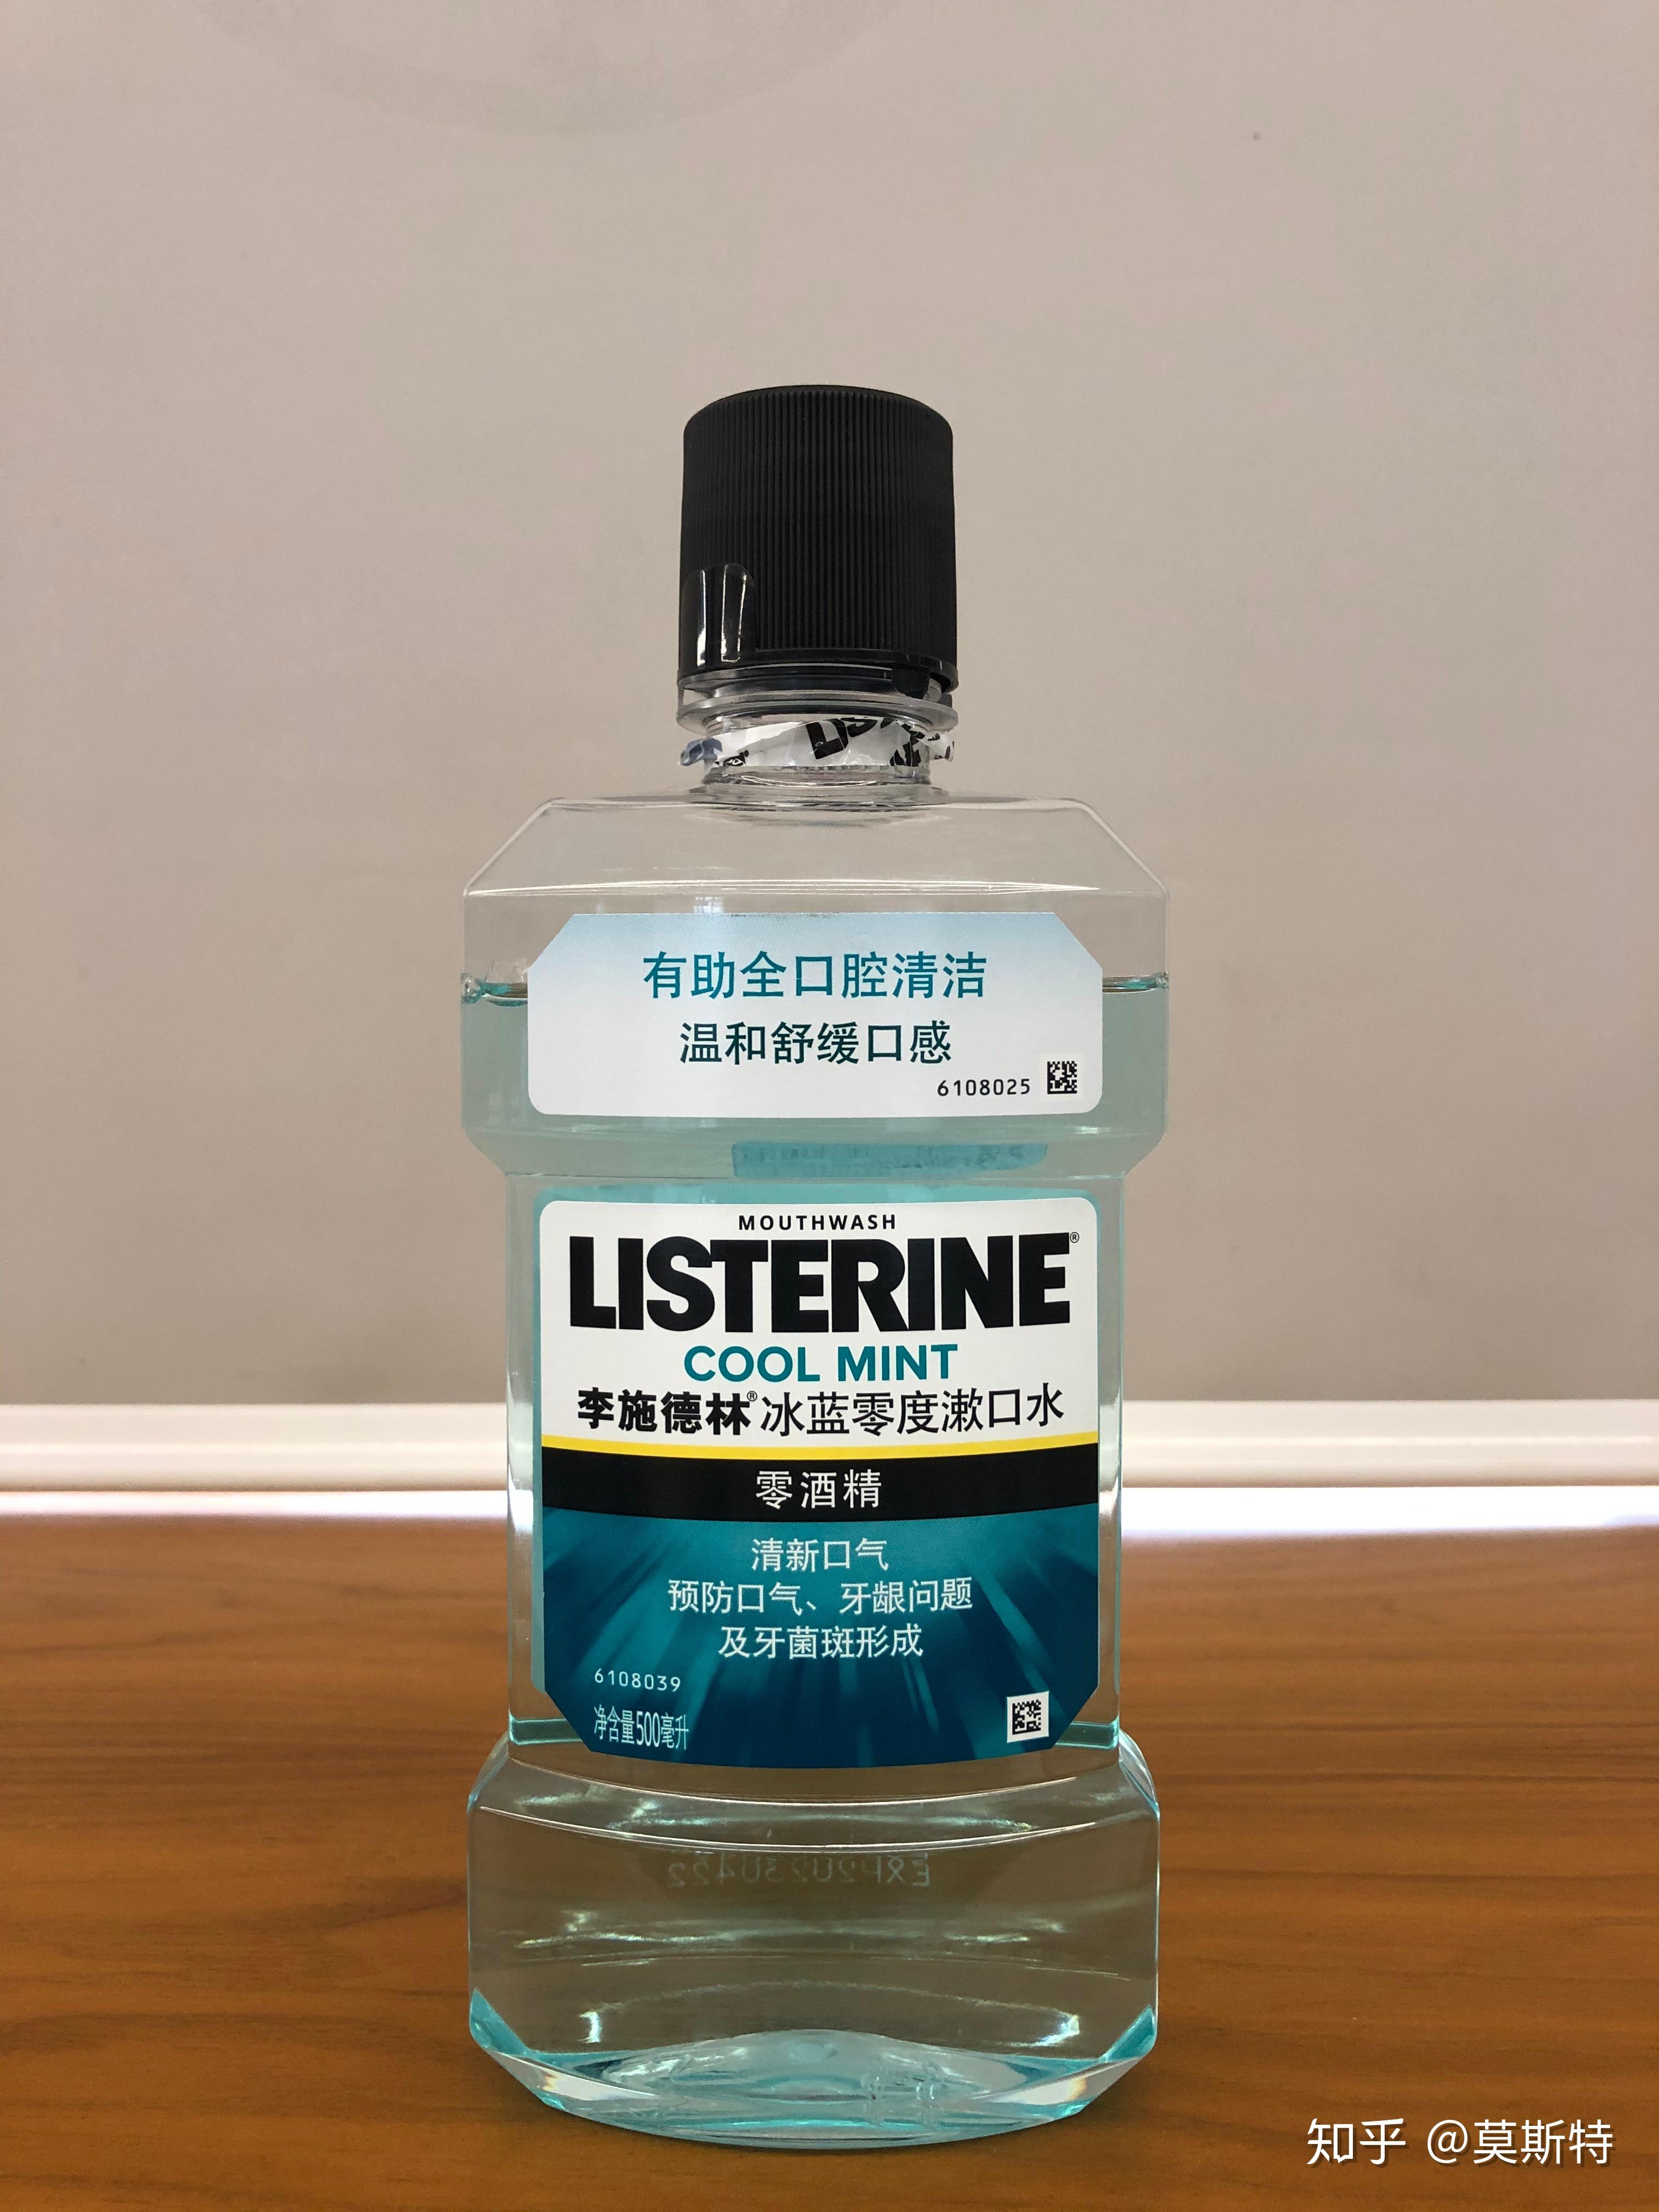 有助全口腔清洁
温和舒缓口感
6108025
MOUTHWASH
LISTERINE®
COOL MINT
李施德林®冰蓝零度漱口水
零酒精
清新口气
预防口气、牙龈问题
及牙菌斑形成
6108039
净含量500毫升
EXP20230422
知乎 @莫斯特